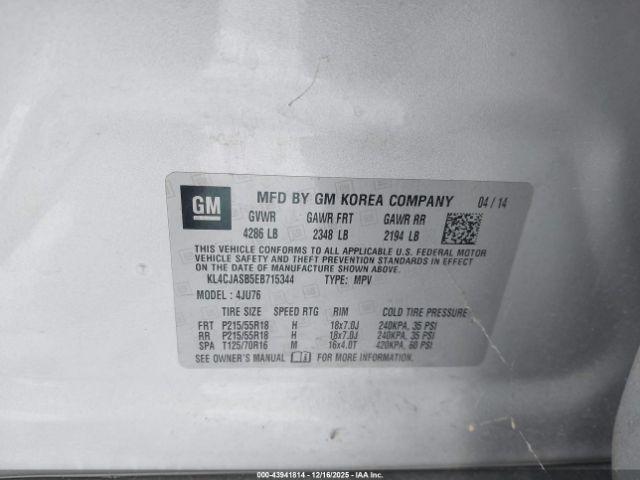 GM MFD BY GM KOREA COMPANY 04/14
GVWR GAWR FRT GAWR RR
4286 LB 2348 LB 2194 LB
THIS VEHICLE CONFORMS TO ALL APPLICABLE U.S. FEDERAL MOTOR
VEHICLE SAFETY AND THEFT PREVENTION STANDARDS IN EFFECT ON
THE DATE OF MANUFACTURE SHOWN ABOVE.
KL4CJASB5EB715344 TYPE: MPV
MODEL : 4JU76
TIRE SIZE SPEED RTG RIM COLD TIRE PRESSURE
FRT P215/55R18 H 18x7.0J 240KPA, 35 PSI
RR P215/55R18 H 18x7.0J 240KPA, 35 PSI
SPA T125/70R16 M 16x4.0T 420KPA, 60 PSI
SEE OWNER'S MANUAL FOR MORE INFORMATION.
000-43941814 - 12/16/2025 - Copyright IAA, Inc.